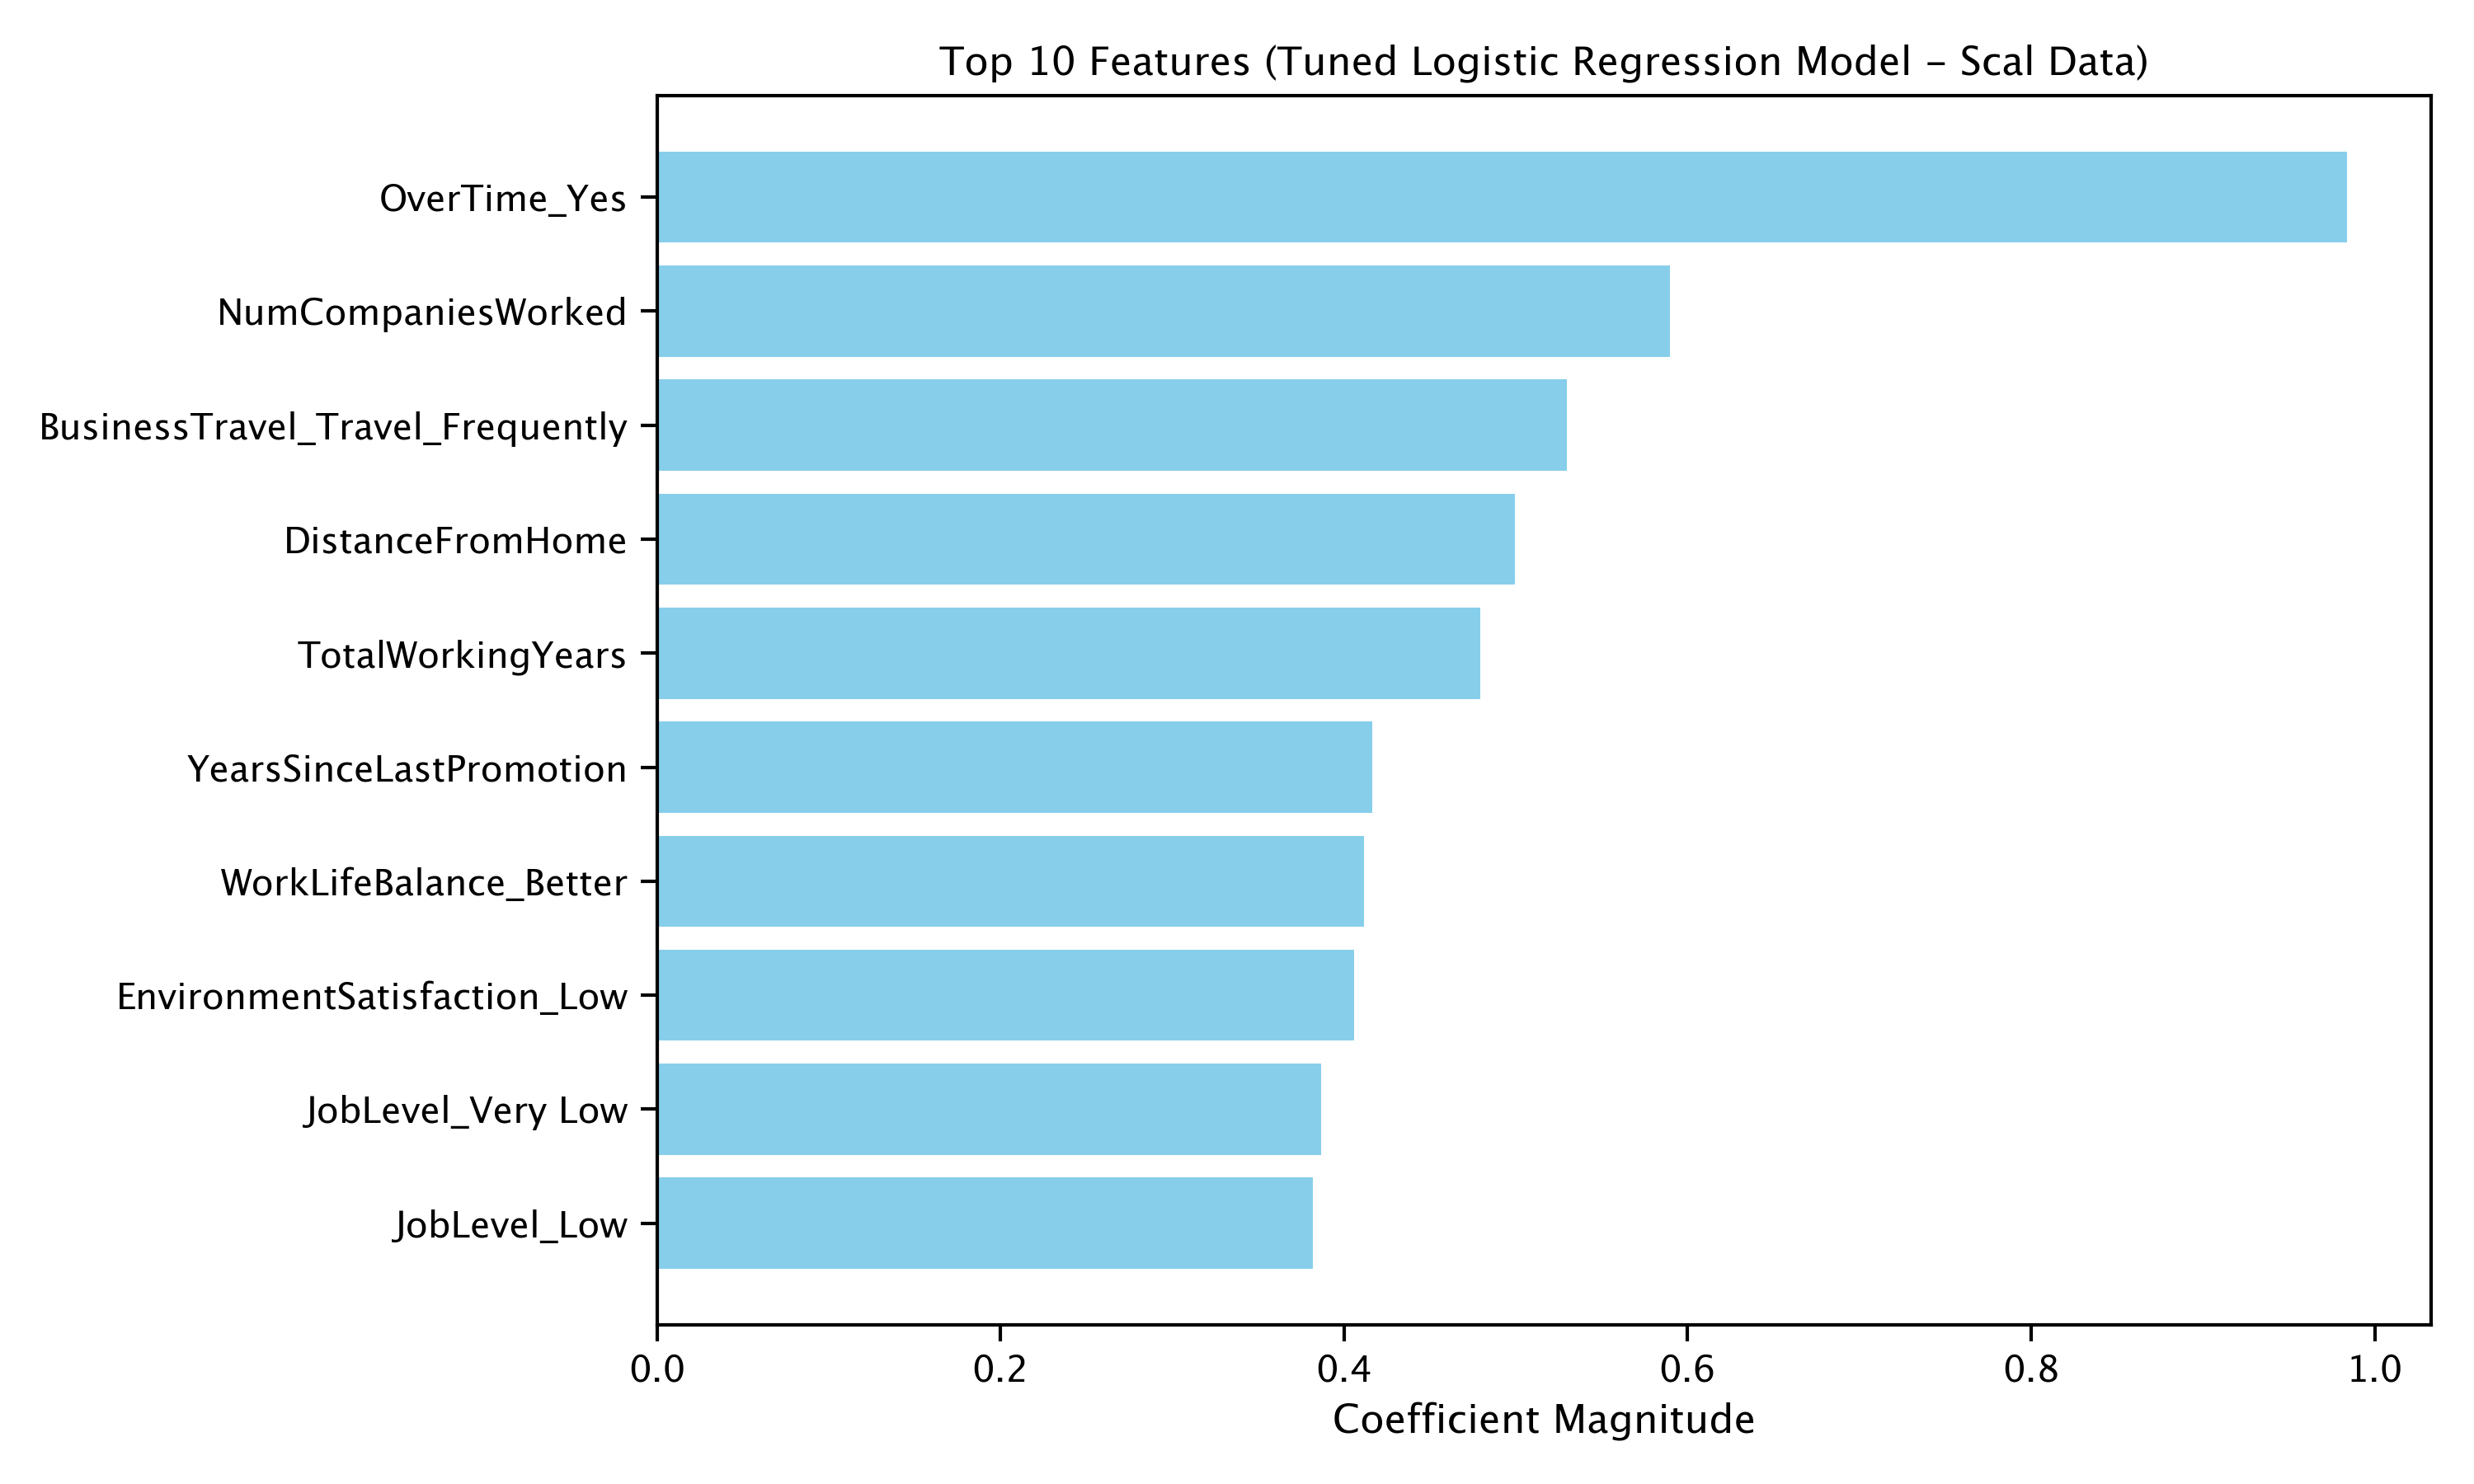 Top 10 Features (Tuned Logistic Regression Model - Scal Data)
OverTime_Yes
NumCompaniesWorked
BusinessTravel_Travel_Frequently
DistanceFromHome
TotalWorkingYears
YearsSinceLastPromotion
WorkLifeBalance_Better
EnvironmentSatisfaction_Low
JobLevel_Very Low
JobLevel_Low
0.0 0.2 0.4 0.6 0.8 1.0
Coefficient Magnitude